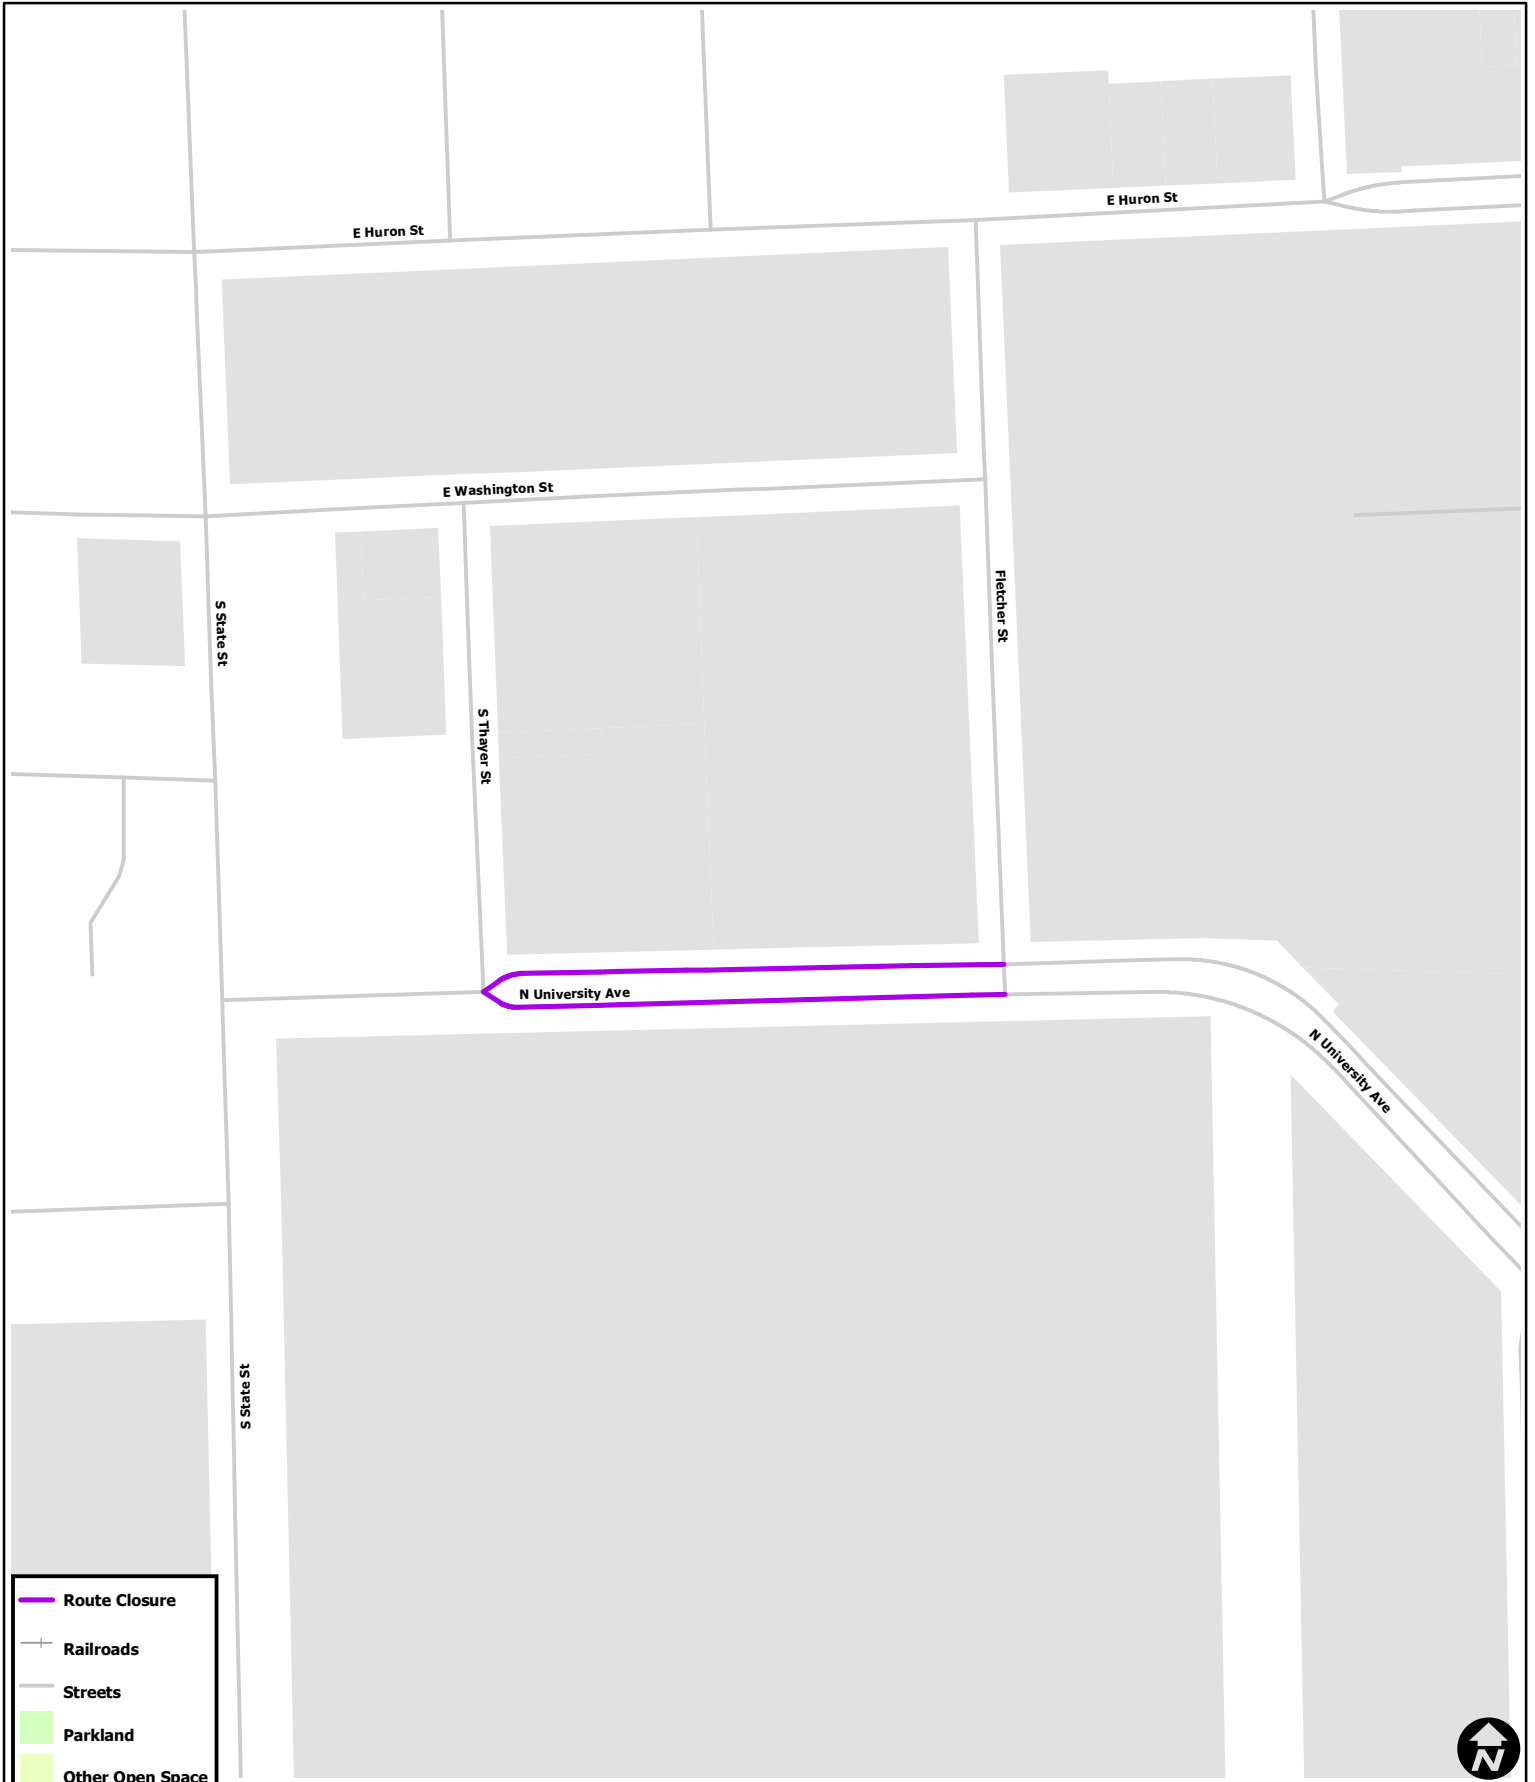 E Huron St
E Huron St
E Washington St
S State St
Fletcher St
S Thayer St
N University Ave
N University Ave
S State St
Route Closure
Railroads
Streets
Parkland
Other Open Space
N